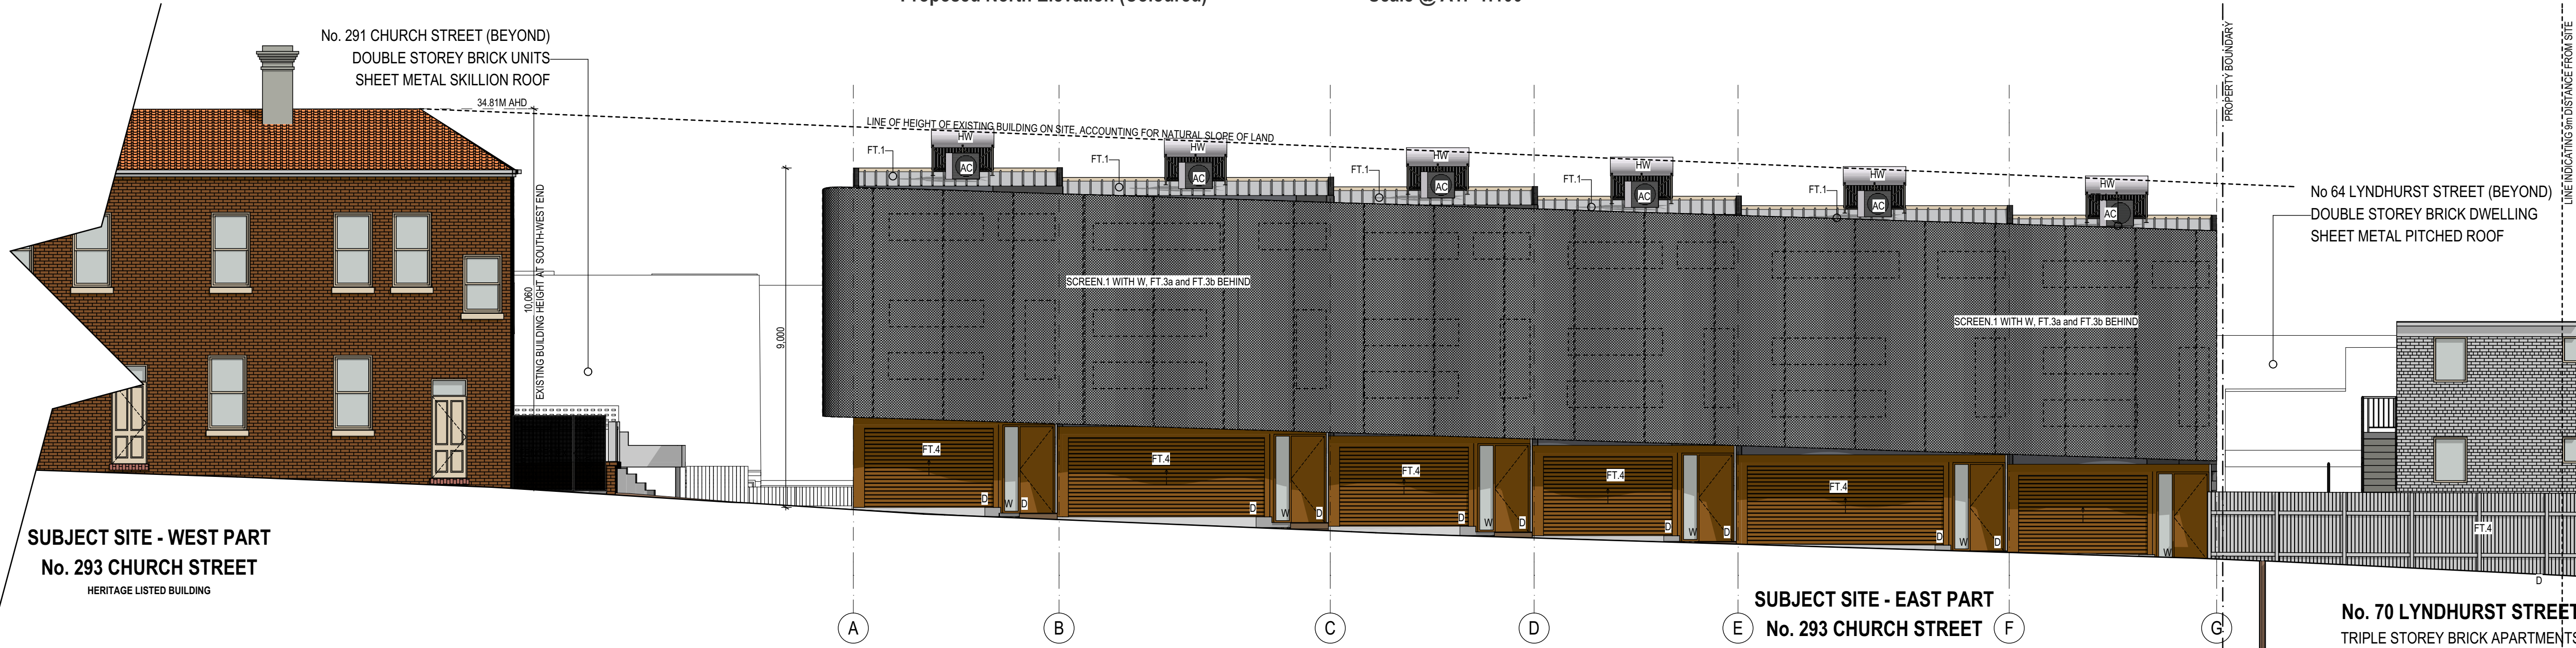 No. 291 CHURCH STREET (BEYOND)
DOUBLE STOREY BRICK UNITS
SHEET METAL SKILLION ROOF
34.81M AHD
10,060
EXISTING BUILDING HEIGHT AT SOUTH-WEST END
9,000
LINE OF HEIGHT OF EXISTING BUILDING ON SITE, ACCOUNTING FOR NATURAL SLOPE OF LAND
HW
HW
HW
HW
HW
HW
AC
AC
AC
AC
AC
AC
FT.1
FT.1
FT.1
FT.1
FT.1
SCREEN.1 WITH W, FT.3a and FT.3b BEHIND
SCREEN.1 WITH W, FT.3a and FT.3b BEHIND
PROPERTY BOUNDARY
LINE INDICATING 9m DISTANCE FROM SITE
No 64 LYNDHURST STREET (BEYOND)
DOUBLE STOREY BRICK DWELLING
SHEET METAL PITCHED ROOF
FT.4
D
W
D
FT.4
D
W
D
FT.4
D
W
D
FT.4
D
W
D
FT.4
D
W
D
W
FT.4
D
SUBJECT SITE - WEST PART
No. 293 CHURCH STREET
HERITAGE LISTED BUILDING
A
B
C
D
E
F
G
SUBJECT SITE - EAST PART
No. 293 CHURCH STREET
No. 70 LYNDHURST STREET
TRIPLE STOREY BRICK APARTMENTS